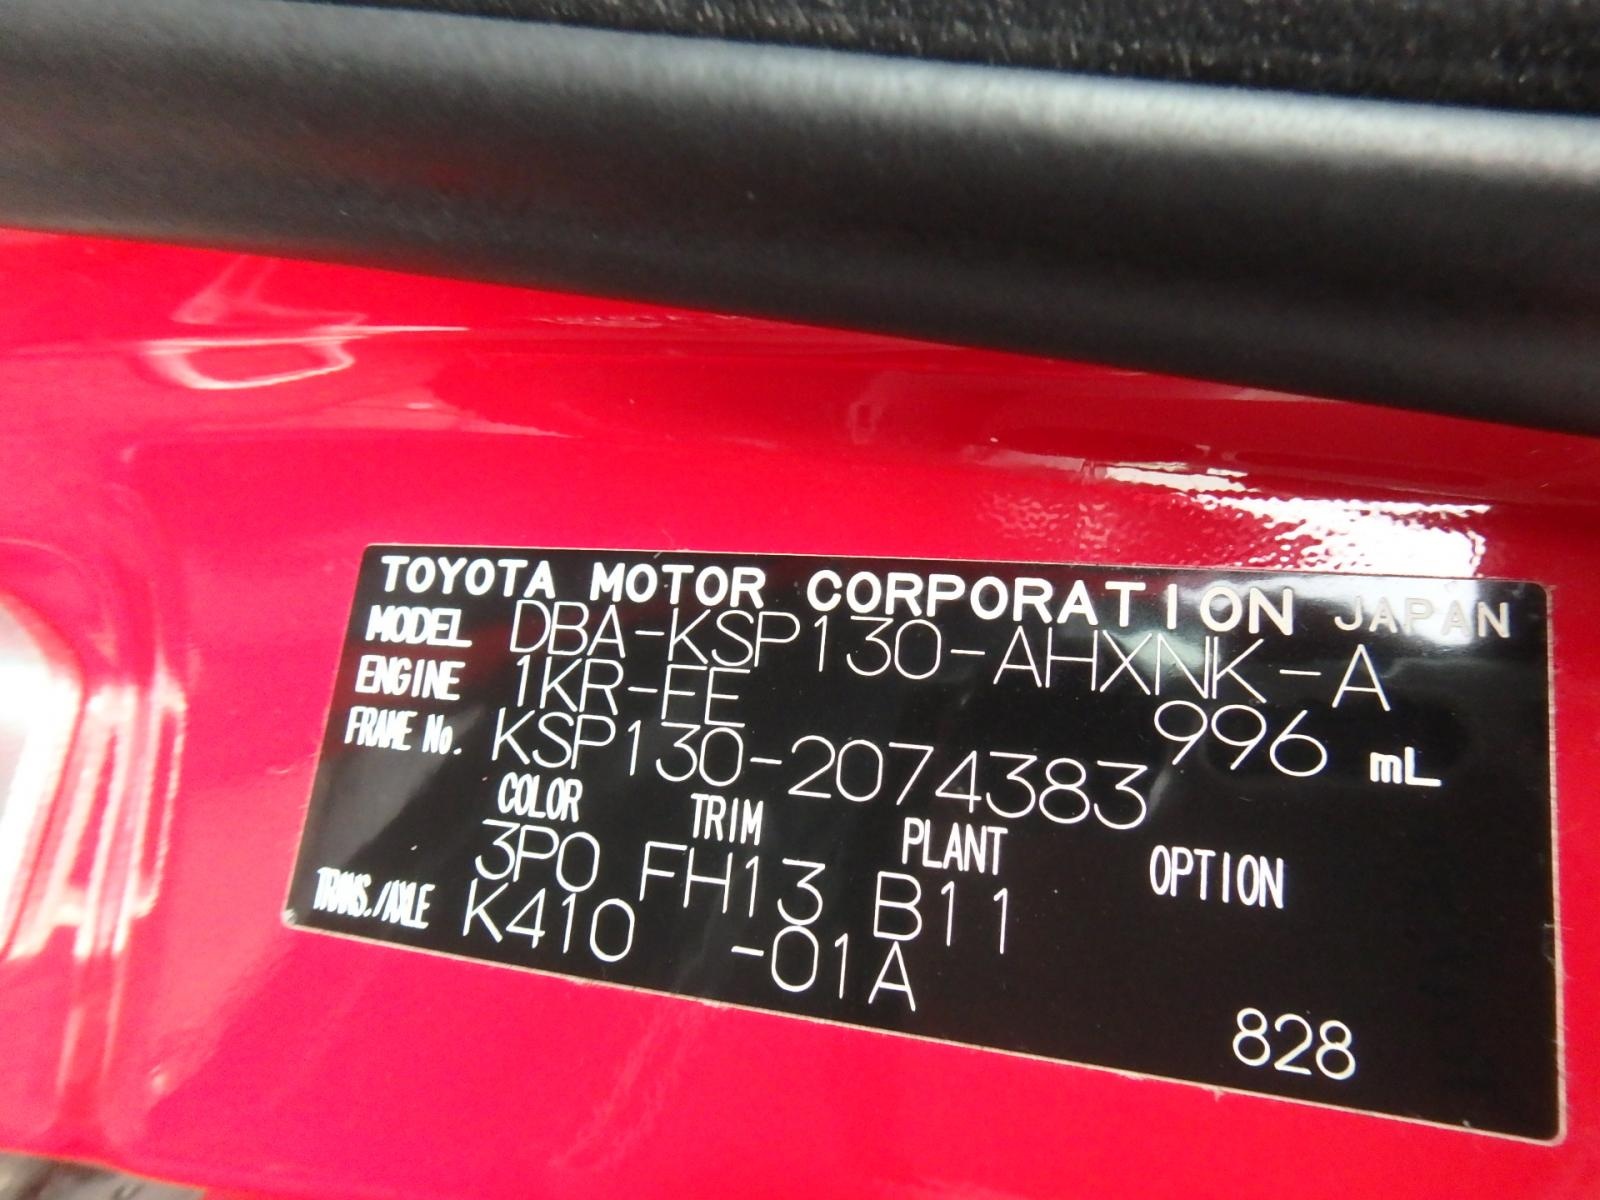 TOYOTA MOTOR CORPORATION JAPAN
MODEL DBA-KSP130-AHXNK-A
ENGINE 1KR-FE 996 mL
FRAME No. KSP130-2074383
COLOR TRIM PLANT OPTION
3P0 FH13 B11
TRANS./AXLE K410 -01A
828